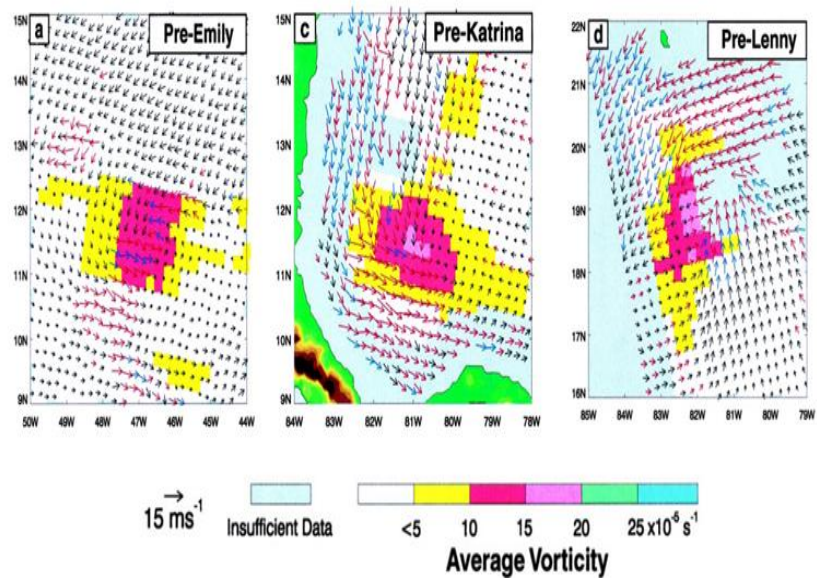 a Pre-Emily
15N
14N
13N
12N
11N
10N
9N
50W 49W 48W 47W 46W 45W 44W
c Pre-Katrina
15N
14N
13N
12N
11N
10N
9N
84W 83W 82W 81W 80W 79W 78W
d Pre-Lenny
22N
21N
20N
19N
18N
17N
16N
85W 84W 83W 82W 81W 80W 79W
15 ms-1
Insufficient Data
<5 10 15 20 25x10-5 s-1
Average Vorticity